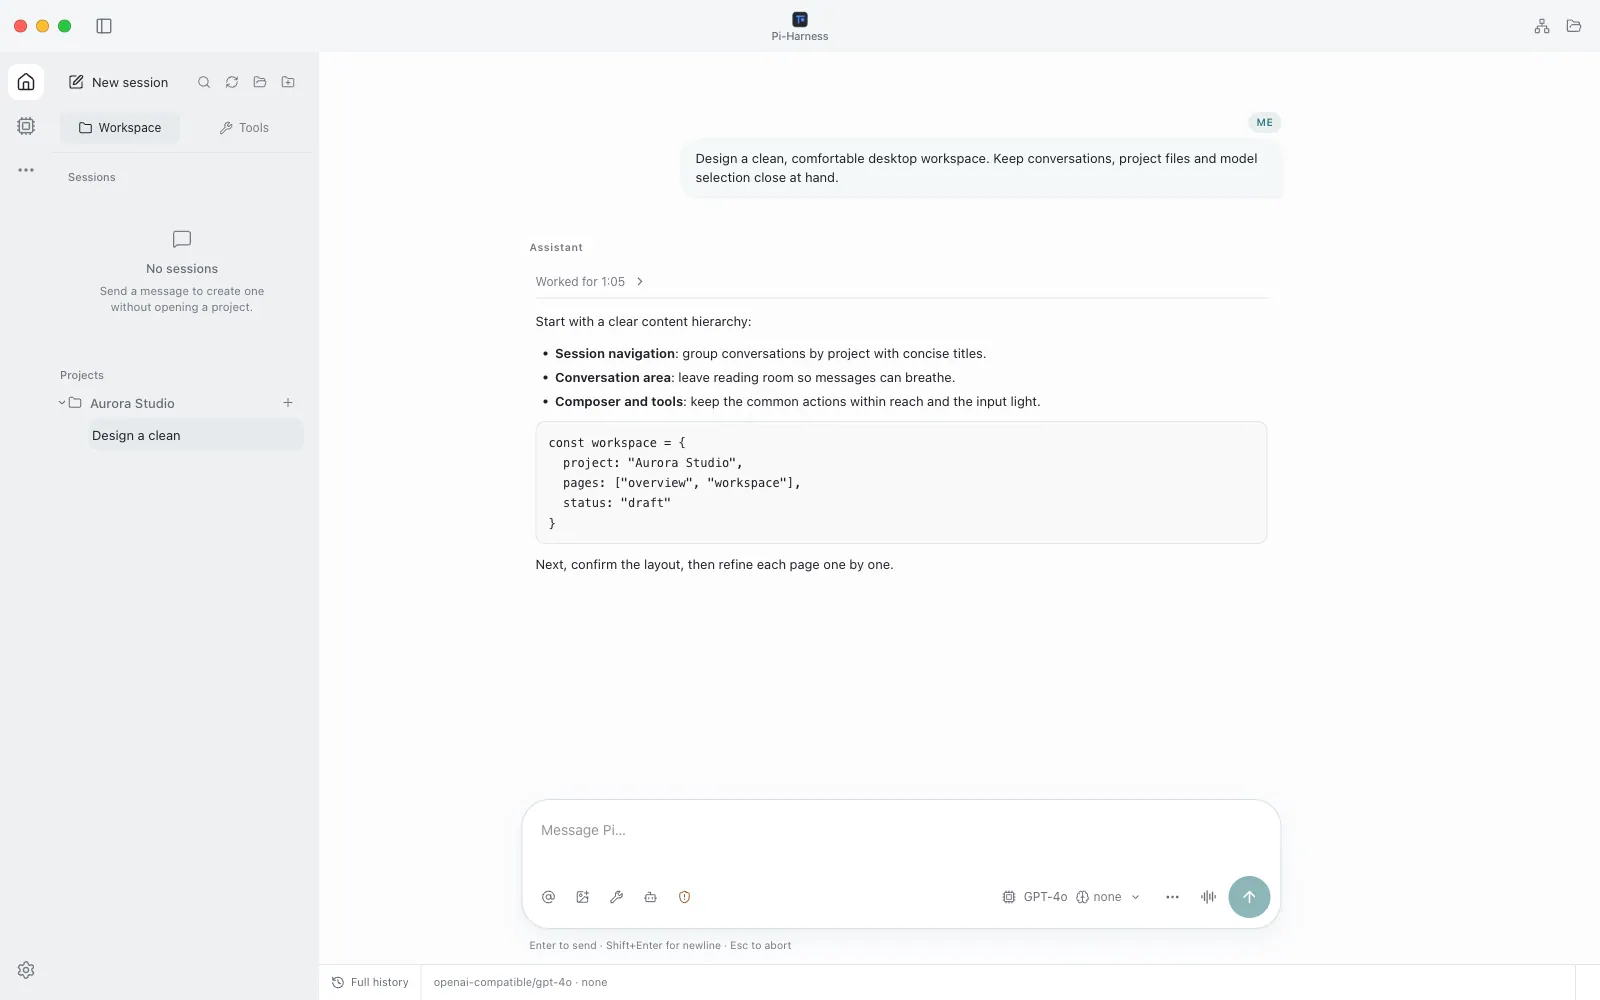 Pi-Harness
New session
Workspace
Tools
Sessions
No sessions
Send a message to create one
without opening a project.
Projects
Aurora Studio
Design a clean
ME
Design a clean, comfortable desktop workspace. Keep conversations, project files and model
selection close at hand.
Assistant
Worked for 1:05
Start with a clear content hierarchy:
• Session navigation: group conversations by project with concise titles.
• Conversation area: leave reading room so messages can breathe.
• Composer and tools: keep the common actions within reach and the input light.
const workspace = {
  project: "Aurora Studio",
  pages: ["overview", "workspace"],
  status: "draft"
}
Next, confirm the layout, then refine each page one by one.
Message Pi...
GPT-4o
none
Enter to send · Shift+Enter for newline · Esc to abort
Full history
openai-compatible/gpt-4o · none